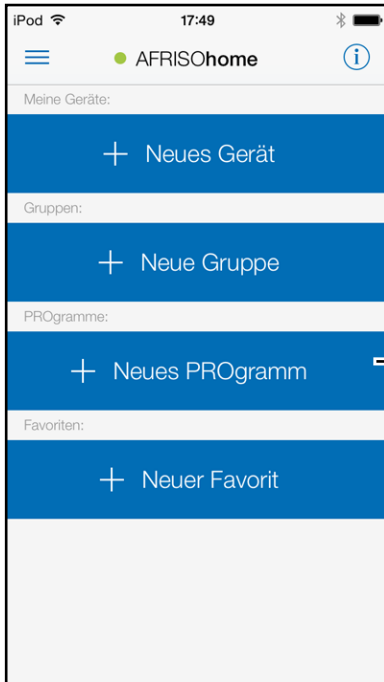 iPod 17:49
AFRISOhome
i
Meine Geräte:
+ Neues Gerät
Gruppen:
+ Neue Gruppe
PROgramme:
+ Neues PROgramm
Favoriten:
+ Neuer Favorit